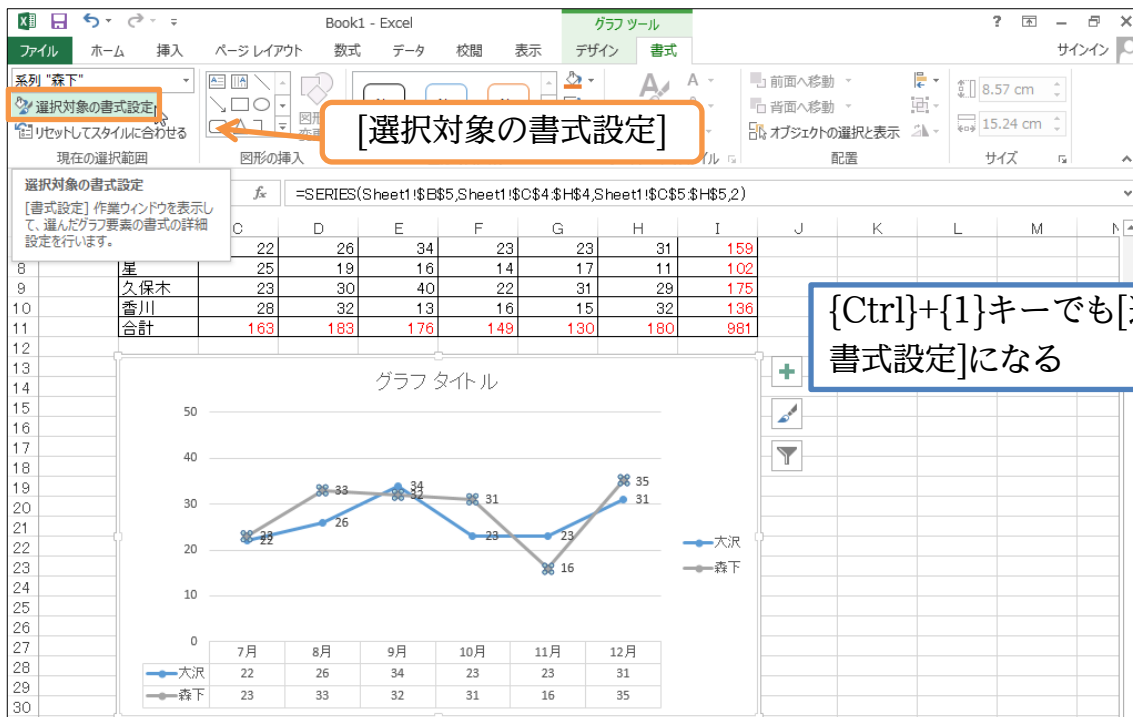 Book1 - Excel
グラフ ツール
?
ファイル ホーム 挿入 ページ レイアウト 数式 データ 校閲 表示 デザイン 書式 サインイン
系列 "森下"
選択対象の書式設定
リセットしてスタイルに合わせる
現在の選択範囲
図形の挿入
[選択対象の書式設定]
前面へ移動
背面へ移動
オブジェクトの選択と表示
配置
8.57 cm
15.24 cm
サイズ
選択対象の書式設定
[書式設定] 作業ウィンドウを表示し
て、選んだグラフ要素の書式の詳細
設定を行います。
fx =SERIES(Sheet1!$B$5,Sheet1!$C$4:$H$4,Sheet1!$C$5:$H$5,2)
C D E F G H I J K L M N
22 26 34 23 23 31 159
8 星 25 19 16 14 17 11 102
9 久保木 23 30 40 22 31 29 175
10 香川 28 32 13 16 15 32 136
11 合計 163 183 176 149 130 180 981
12
13
14
15
16
17
18
19
20
21
22
23
24
25
26
27
28
29
30
{Ctrl}+{1}キーでも[
書式設定]になる
グラフ タイトル
50
40
30
20
10
0
23 33 32 31 16 35
22 26 34 23 23 31
大沢
森下
7月 8月 9月 10月 11月 12月
大沢 22 26 34 23 23 31
森下 23 33 32 31 16 35